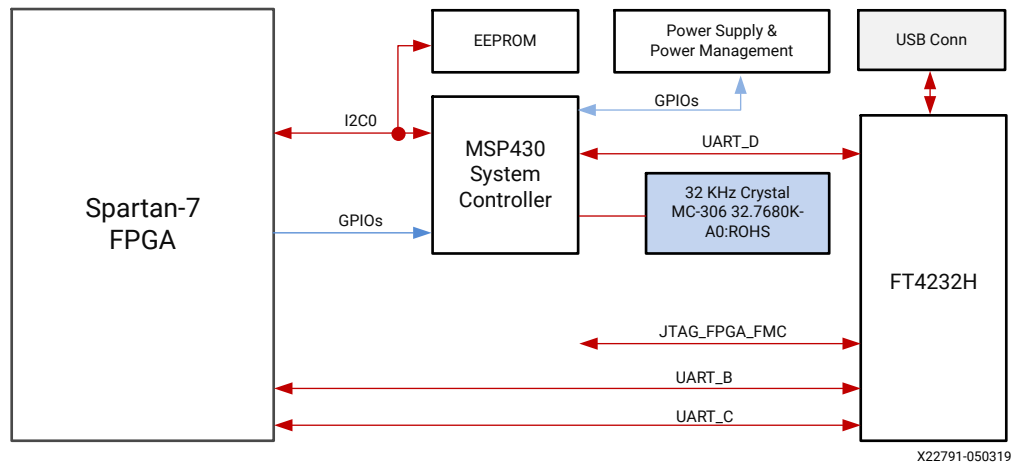 EEPROM
Power Supply &
Power Management
USB Conn
GPIOs
I2C0
MSP430
System
Controller
UART_D
Spartan-7
FPGA
32 KHz Crystal
MC-306 32.7680K-
A0:ROHS
GPIOs
FT4232H
JTAG_FPGA_FMC
UART_B
UART_C
X22791-050319